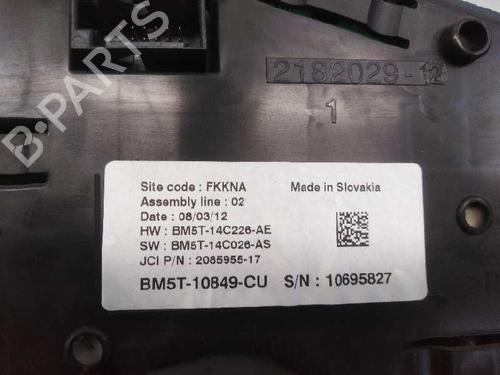 B-PARTS
2182029-12
1
Site code : FKKNA
Made in Slovakia
Assembly line : 02
Date : 08/03/12
HW : BM5T-14C226-AE
SW : BM5T-14C026-AS
JCI P/N : 2085955-17
BM5T-10849-CU S/N : 10695827